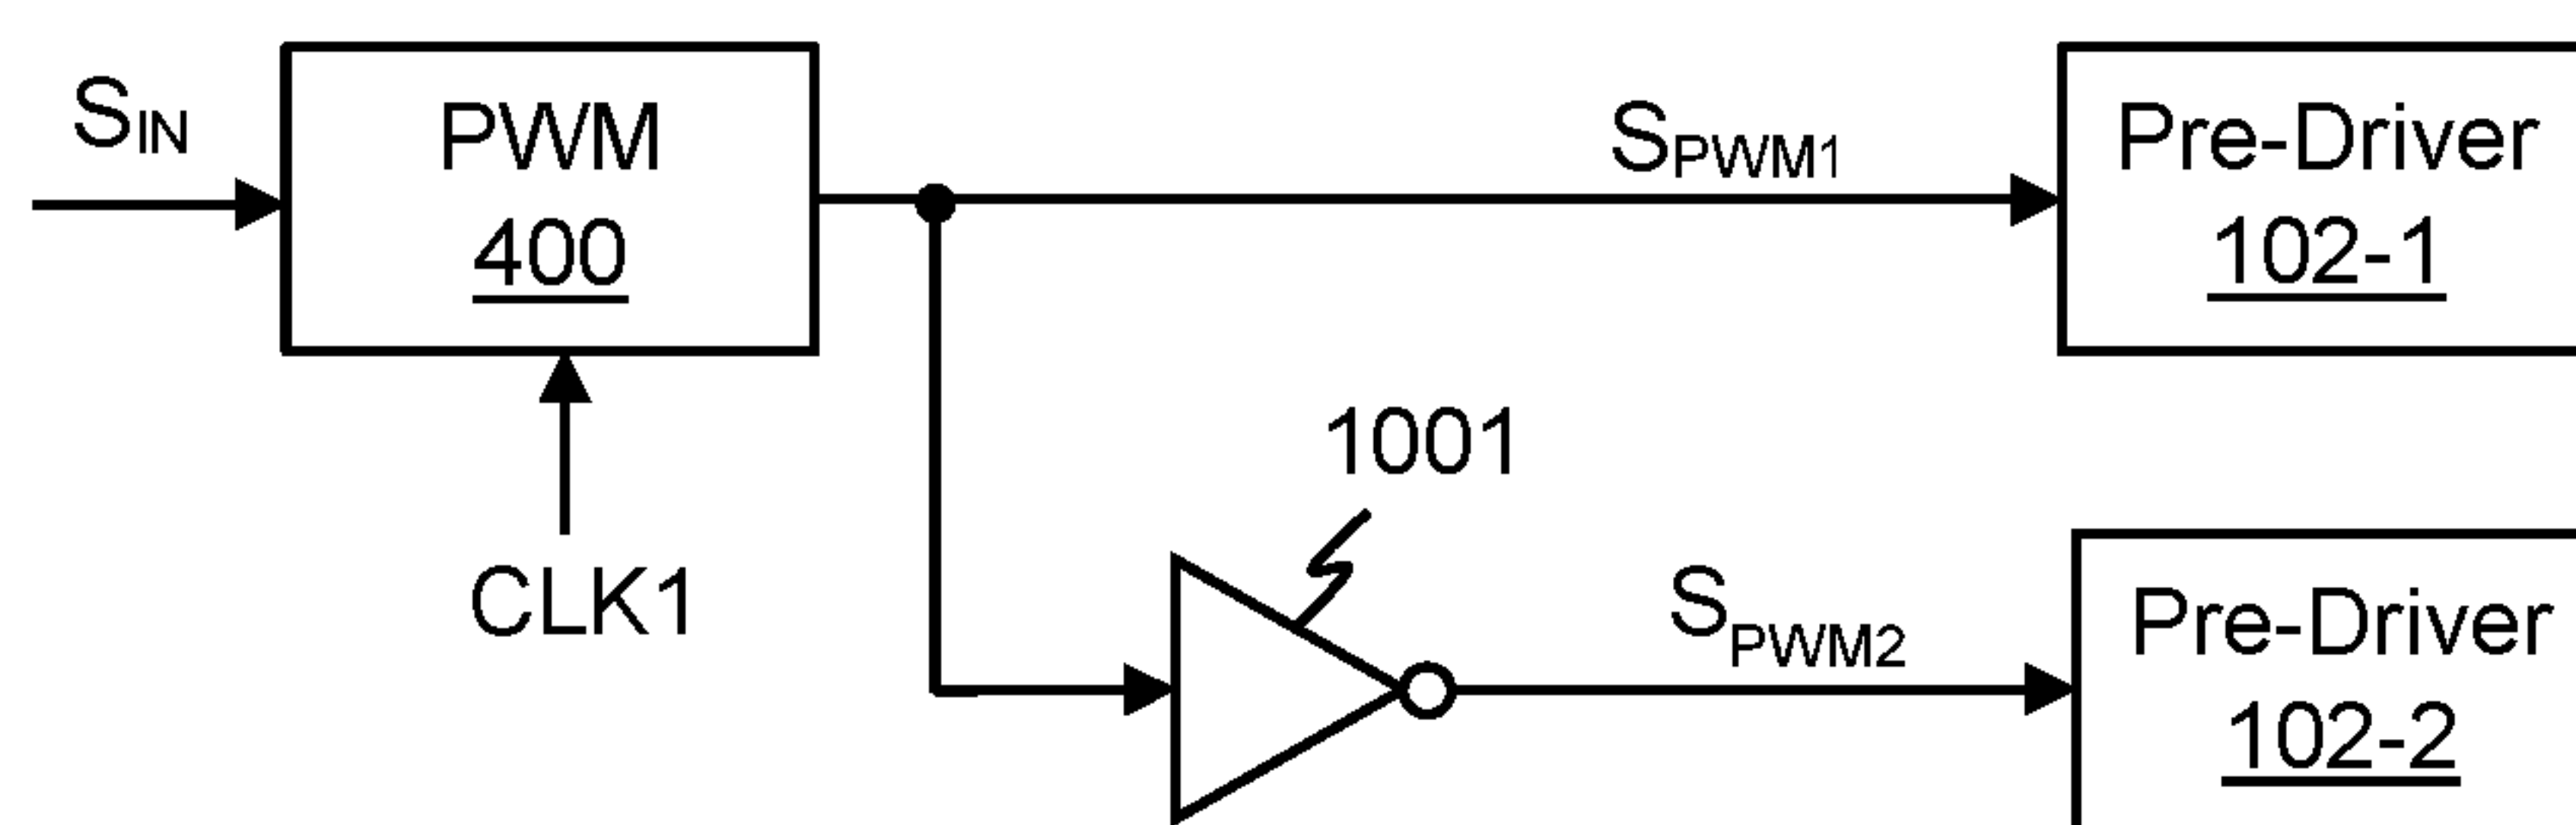 SIN
PWM
400
SPWM1
Pre-Driver
102-1
CLK1
1001
SPWM2
Pre-Driver
102-2